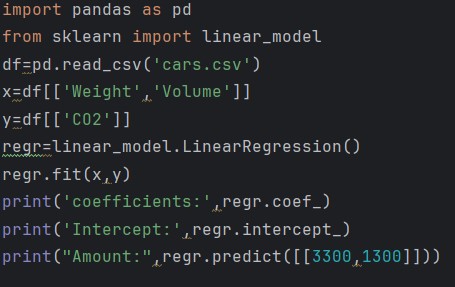 import pandas as pd
from sklearn import linear_model
df=pd.read_csv('cars.csv')
x=df[['Weight','Volume']]
y=df[['CO2']]
regr=linear_model.LinearRegression()
regr.fit(x,y)
print('coefficients:',regr.coef_)
print('Intercept:',regr.intercept_)
print("Amount:",regr.predict([[3300,1300]]))